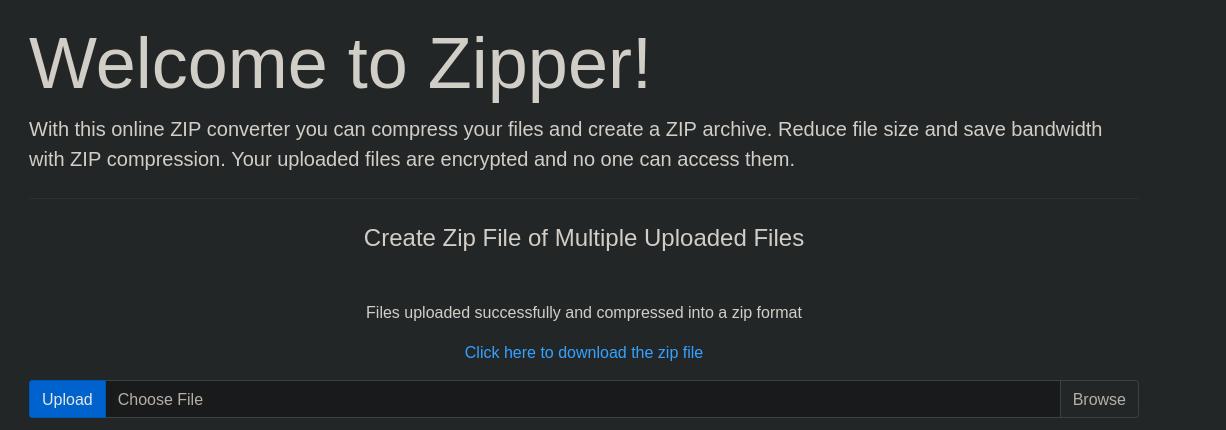 Welcome to Zipper!
With this online ZIP converter you can compress your files and create a ZIP archive. Reduce file size and save bandwidth
with ZIP compression. Your uploaded files are encrypted and no one can access them.
Create Zip File of Multiple Uploaded Files
Files uploaded successfully and compressed into a zip format
Click here to download the zip file
Upload Choose File Browse